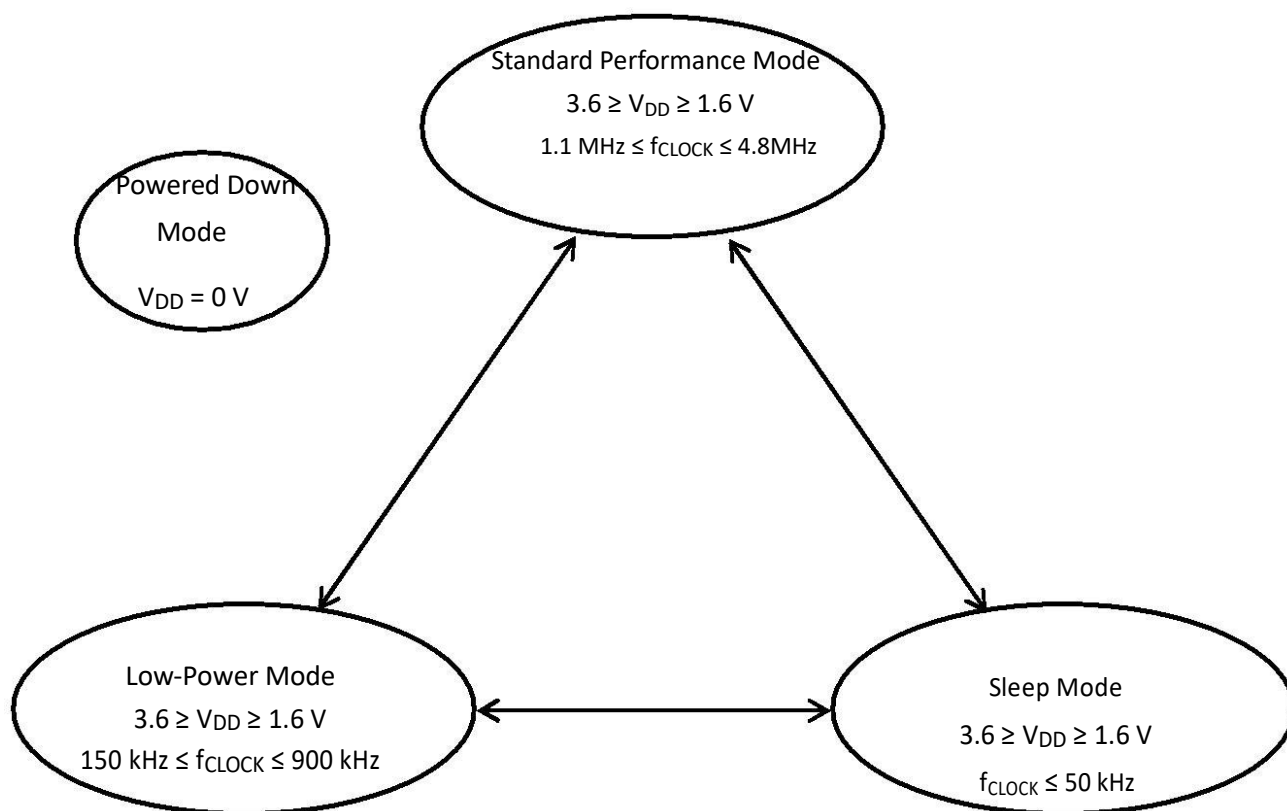 Standard Performance Mode
3.6 ≥ VDD ≥ 1.6 V
1.1 MHz ≤ fCLOCK ≤ 4.8MHz
Powered Down
Mode
VDD = 0 V
Low-Power Mode
3.6 ≥ VDD ≥ 1.6 V
150 kHz ≤ fCLOCK ≤ 900 kHz
Sleep Mode
3.6 ≥ VDD ≥ 1.6 V
fCLOCK ≤ 50 kHz